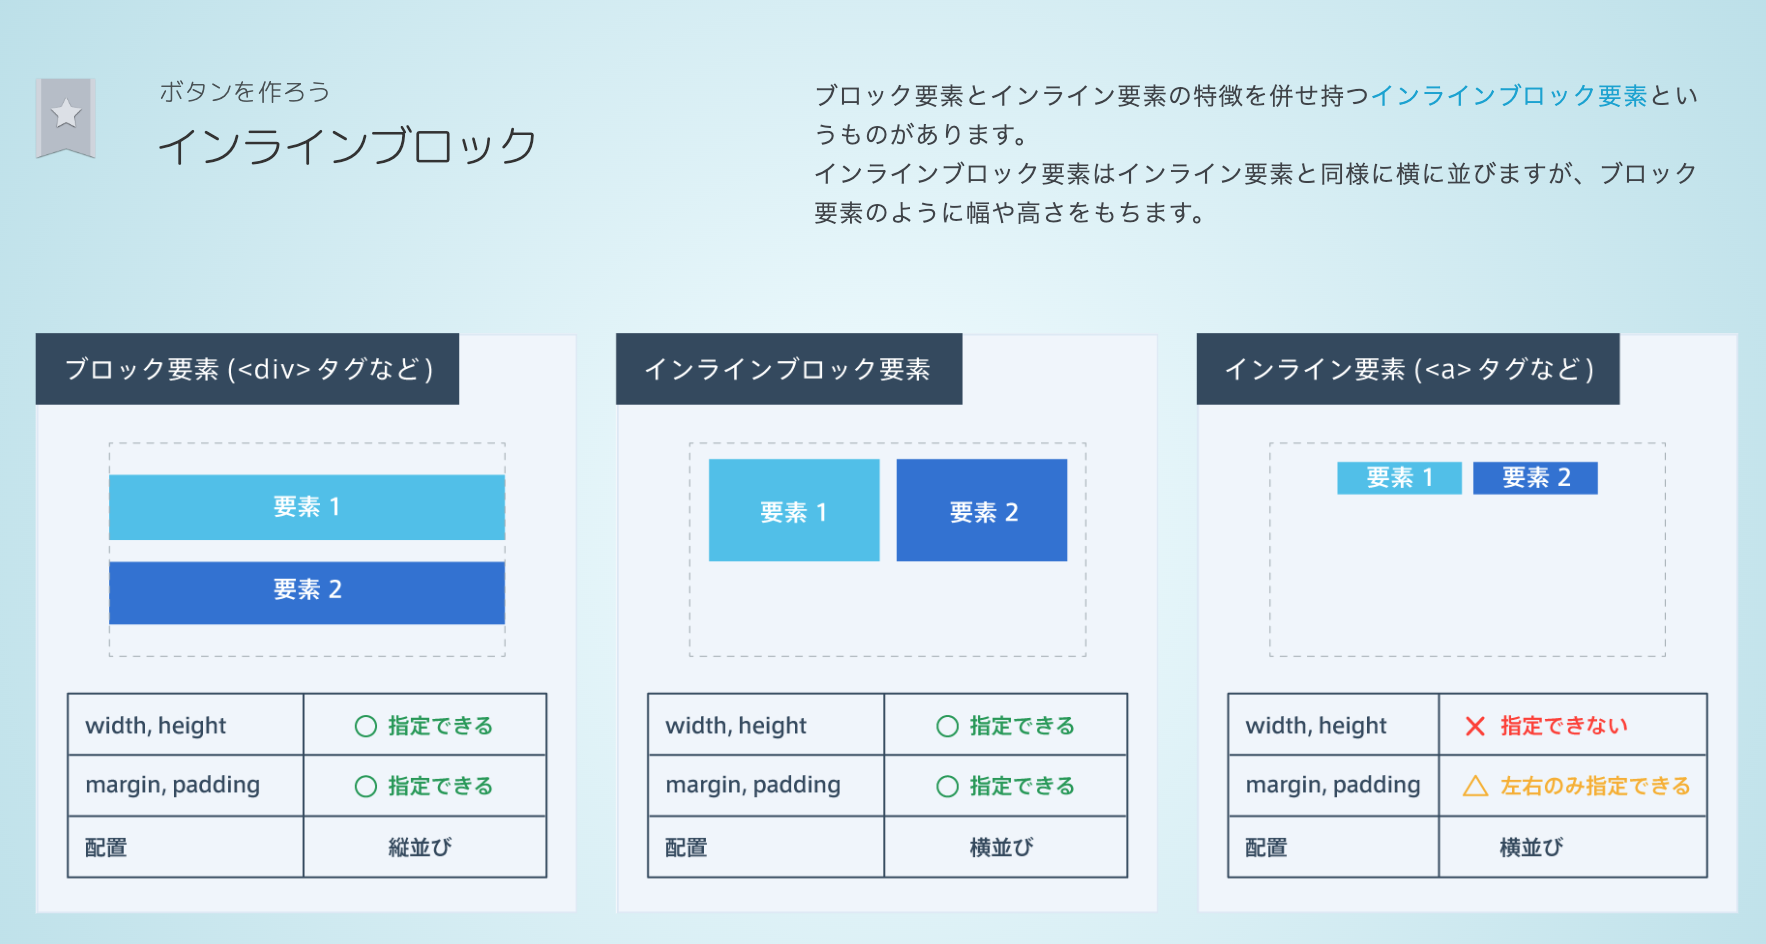 ボタンを作ろう
インラインブロック
ブロック要素とインライン要素の特徴を併せ持つインラインブロック要素とい
うものがあります。
インラインブロック要素はインライン要素と同様に横に並びますが、ブロック
要素のように幅や高さをもちます。
ブロック要素 (<div> タグなど)
要素 1
要素 2
width, height
○ 指定できる
margin, padding
○ 指定できる
配置
縦並び
インラインブロック要素
要素 1
要素 2
width, height
○ 指定できる
margin, padding
○ 指定できる
配置
横並び
インライン要素 (<a> タグなど)
要素 1
要素 2
width, height
× 指定できない
margin, padding
△ 左右のみ指定できる
配置
横並び